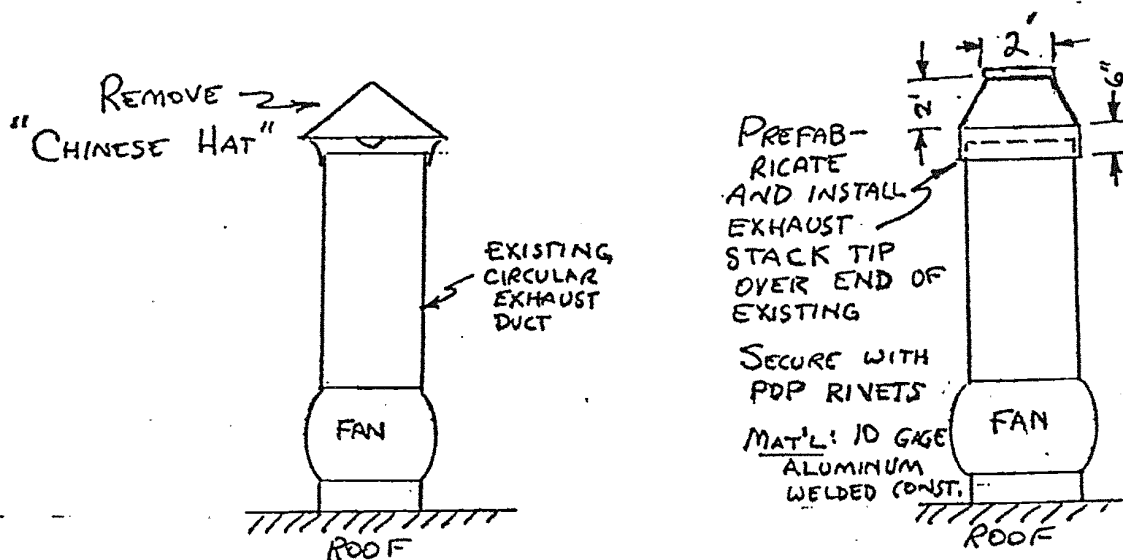 REMOVE
"CHINESE HAT"
EXISTING
CIRCULAR
EXHAUST
DUCT
FAN
ROOF
2'
2'
6"
PREFAB-
RICATE
AND INSTALL
EXHAUST
STACK TIP
OVER END OF
EXISTING
SECURE WITH
POP RIVETS
MAT'L: 10 GAGE
ALUMINUM
WELDED CONST.
FAN
ROOF